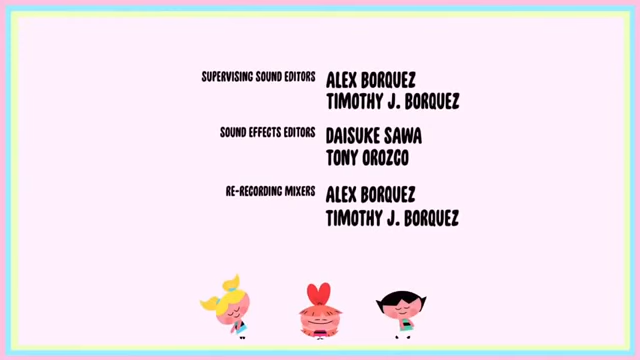 SUPERVISING SOUND EDITORS ALEX BORQUEZ
TIMOTHY J. BORQUEZ
SOUND EFFECTS EDITORS DAISUKE SAWA
TONY OROZCO
RE-RECORDING MIXERS ALEX BORQUEZ
TIMOTHY J. BORQUEZ